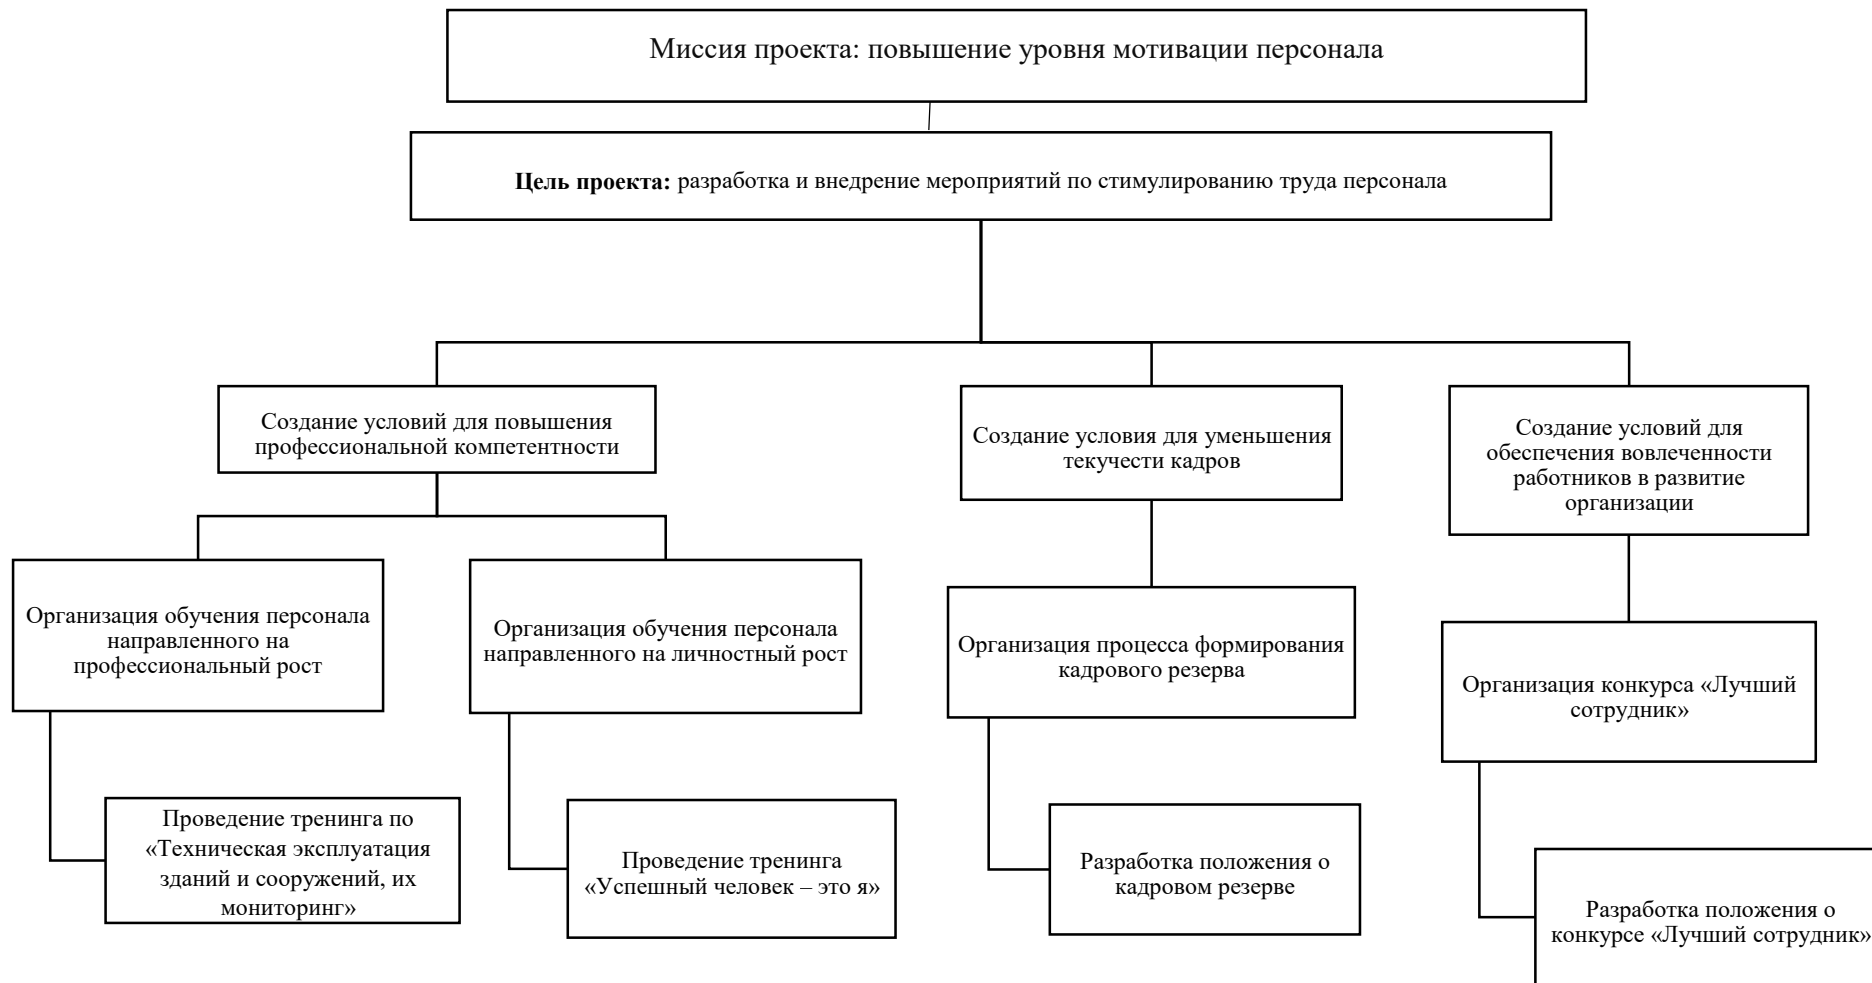 Миссия проекта: повышение уровня мотивации персонала
Цель проекта: разработка и внедрение мероприятий по стимулированию труда персонала
Создание условий для повышения
профессиональной компетентности
Создание условия для уменьшения
текучести кадров
Создание условий для
обеспечения вовлеченности
работников в развитие
организации
Организация обучения персонала
направленного на
профессиональный рост
Организация обучения персонала
направленного на личностный рост
Организация процесса формирования
кадрового резерва
Организация конкурса «Лучший
сотрудник»
Проведение тренинга по
«Техническая эксплуатация
зданий и сооружений, их
мониторинг»
Проведение тренинга
«Успешный человек – это я»
Разработка положения о
кадровом резерве
Разработка положения о
конкурсе «Лучший сотрудник»